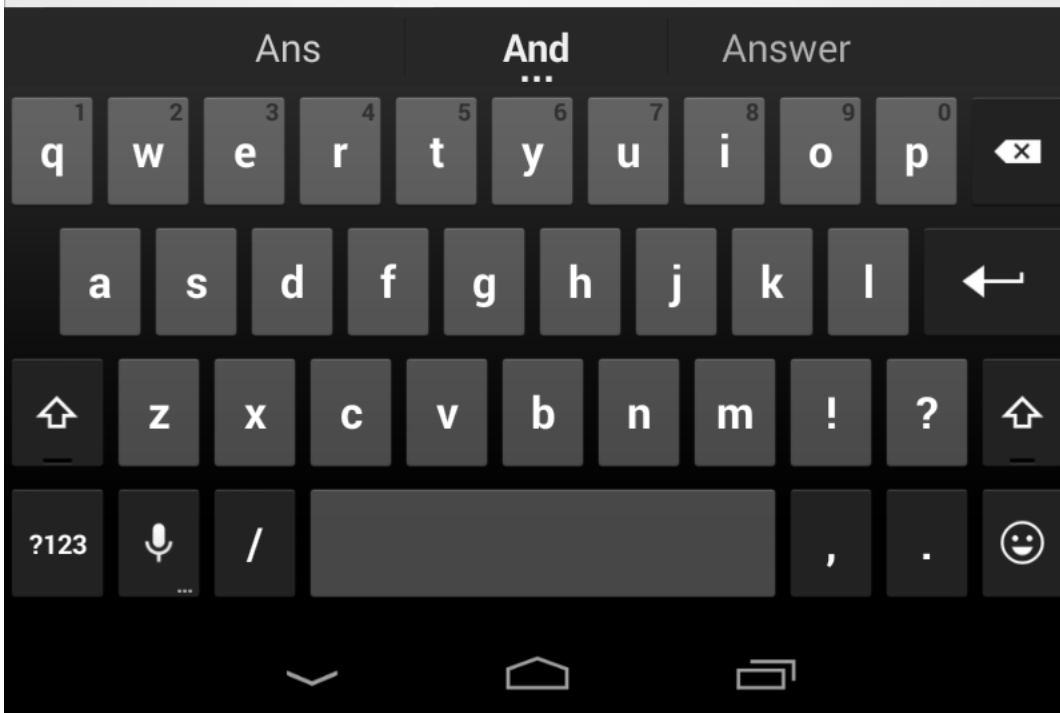 Ans And Answer
...
1 2 3 4 5 6 7 8 9 0
q w e r t y u i o p
a s d f g h j k l
z x c v b n m ! ?
?123 / , .
...